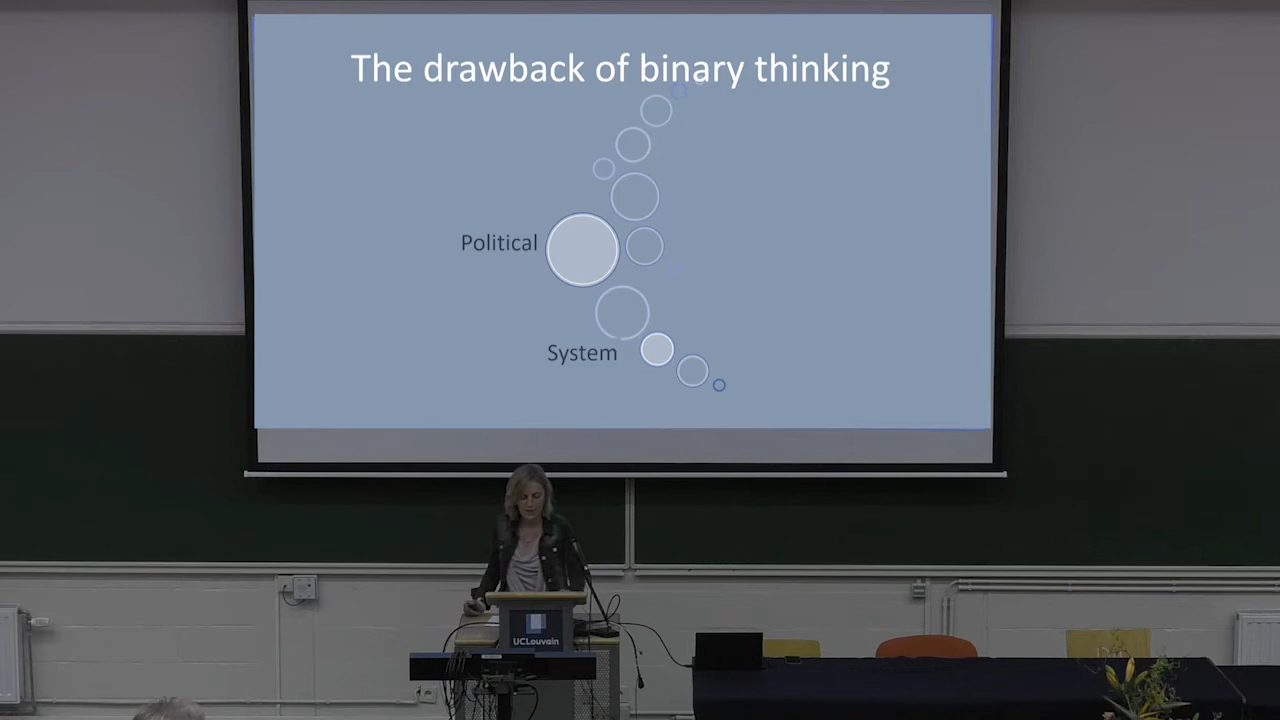 The drawback of binary thinking
Political
System
UCLouvain